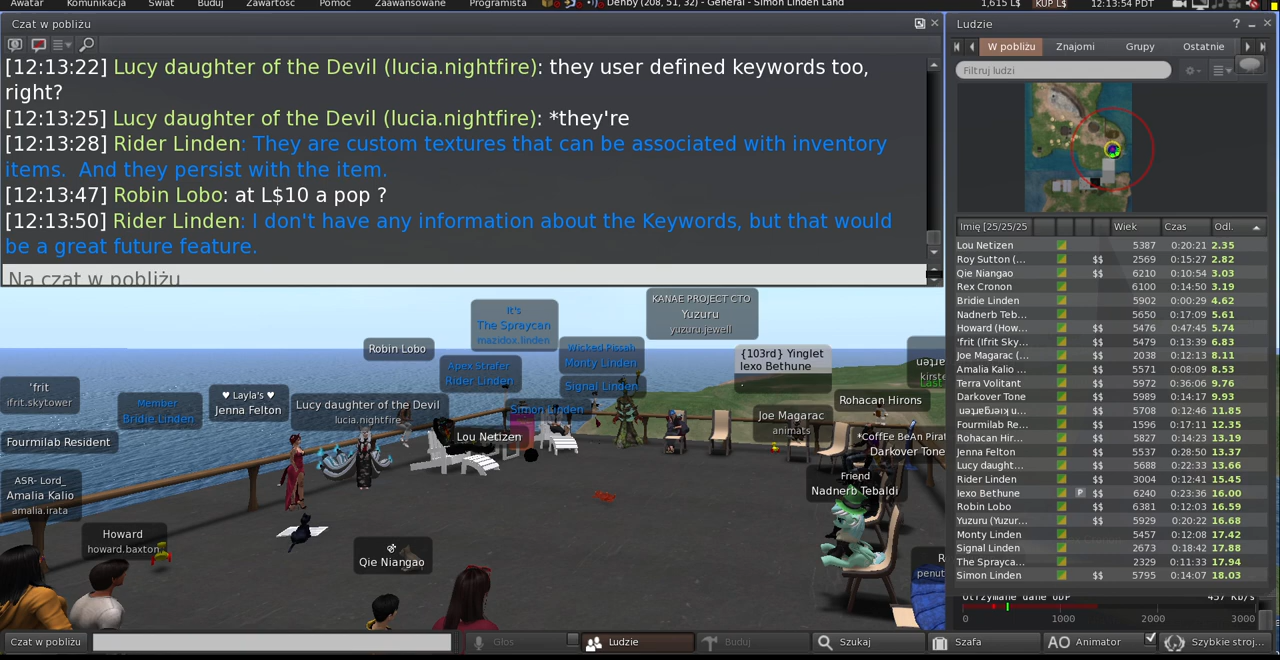 Awatar Komunikacja Świat Buduj Zawartość Pomoc Zaawansowane Programista Denby (208, 51, 32) - General - Simon Linden Land 1,615 L$ KUP L$ 12:13:54 PDT
Czat w pobliżu
[12:13:22] Lucy daughter of the Devil (lucia.nightfire): they user defined keywords too,
right?
[12:13:25] Lucy daughter of the Devil (lucia.nightfire): *they're
[12:13:28] Rider Linden: They are custom textures that can be associated with inventory
items. And they persist with the item.
[12:13:47] Robin Lobo: at L$10 a pop ?
[12:13:50] Rider Linden: I don't have any information about the Keywords, but that would
be a great future feature.
Na czat w pobliżu
Ludzie
? _ ×
W pobliżu Znajomi Grupy Ostatnie
Filtruj ludzi
Imię [25/25/25 Wiek Czas Odl.
Lou Netizen 5387 0:20:21 2.35
Roy Sutton (... $$ 2569 0:15:27 2.82
Qie Niangao $$ 6210 0:10:54 3.03
Rex Cronon 6100 0:14:50 3.19
Bridie Linden 5902 0:00:29 4.62
Nadnerb Teb... 5650 0:17:09 5.61
Howard (How... $$ 5476 0:47:45 5.74
'frit (Ifrit Sky... $$ 5479 0:13:39 6.83
Joe Magarac (... $$ 2038 0:12:13 8.11
Amalia Kalio ... $$ 5571 0:08:09 8.53
Terra Volitant $$ 5972 0:36:06 9.76
Darkover Tone $$ 5989 0:14:17 9.93
$$ 5708 0:12:46 11.85
Fourmilab Re... $$ 1596 0:17:11 12.35
Rohacan Hir... $$ 5827 0:14:23 13.19
Jenna Felton $$ 5537 0:28:50 13.37
Lucy daught... $$ 5688 0:22:33 13.66
Rider Linden 3004 0:12:41 15.45
Iexo Bethune P $$ 6240 0:23:36 16.00
Robin Lobo $$ 6381 0:12:03 16.59
Yuzuru (Yuzur... $$ 5929 0:20:22 16.68
Monty Linden 5457 0:12:08 17.42
Signal Linden 2673 0:18:42 17.88
The Sprayca... 2329 0:11:33 17.94
Simon Linden $$ 5795 0:14:07 18.03
Otrzymane dane UDP 457 Kb/s
0 1000 2000 3000
KANAE PROJECT CTO
Yuzuru
yuzuru.jewell
It's
The Spraycan
mazidox.linden
Robin Lobo
Wicked Pissah
Monty Linden
{103rd} Yinglet
Iexo Bethune
Apex Strafer
Rider Linden
Signal Linden
'frit
ifrit.skytower
Member
Bridie.Linden
♥ Layla's ♥
Jenna Felton
Lucy daughter of the Devil
lucia.nightfire
Simon Linden
Lou Netizen
Joe Magarac
animats
Rohacan Hirons
*CoffEe BeAn Pirat
Darkover Tone
Fourmilab Resident
ASR- Lord_
Amalia Kalio
amalia.irata
Friend
Nadnerb Tebaldi
Howard
howard.baxton
Qie Niangao
Czat w pobliżu Głos Ludzie Buduj Szukaj Szafa AO Animator Szybkie stroj...